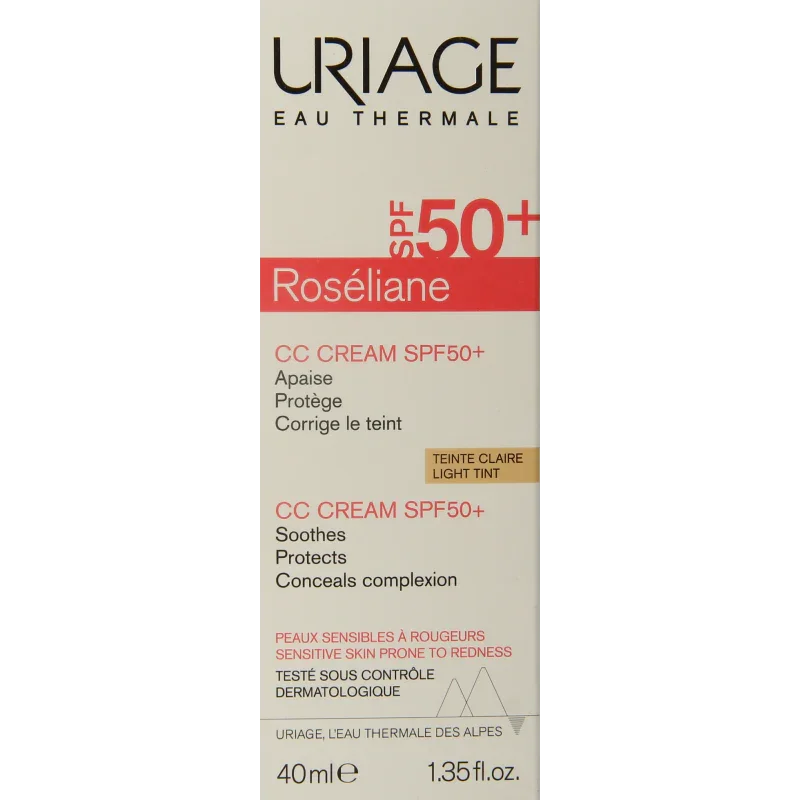 URIAGE
EAU THERMALE
SPF 50+
Roséliane
CC CREAM SPF50+
Apaise
Protège
Corrige le teint
TEINTE CLAIRE
LIGHT TINT
CC CREAM SPF50+
Soothes
Protects
Conceals complexion
PEAUX SENSIBLES À ROUGEURS
SENSITIVE SKIN PRONE TO REDNESS
TESTÉ SOUS CONTRÔLE
DERMATOLOGIQUE
URIAGE, L'EAU THERMALE DES ALPES
40ml℮ 1.35fl.oz.